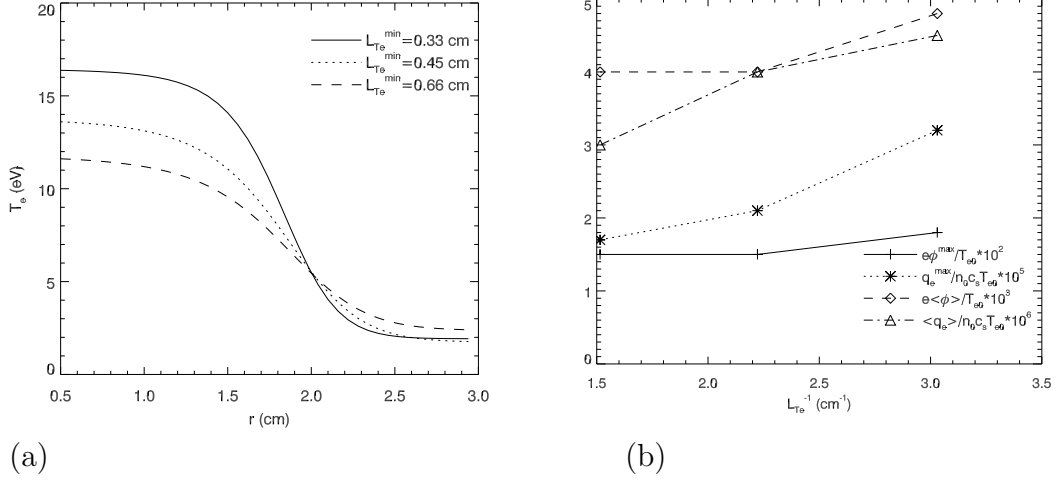 20
15
10
5
0
T_e (eV)
0.5 1.0 1.5 2.0 2.5 3.0
r (cm)
L_Te^min=0.33 cm
L_Te^min=0.45 cm
L_Te^min=0.66 cm
(a)
5
4
3
2
1
0
1.5 2.0 2.5 3.0 3.5
L_Te^-1 (cm^-1)
eϕ^max/T_e0*10^2
q_e^max/n_0c_sT_e0*10^5
e<ϕ>/T_e0*10^3
<q_e>/n_0c_sT_e0*10^6
(b)